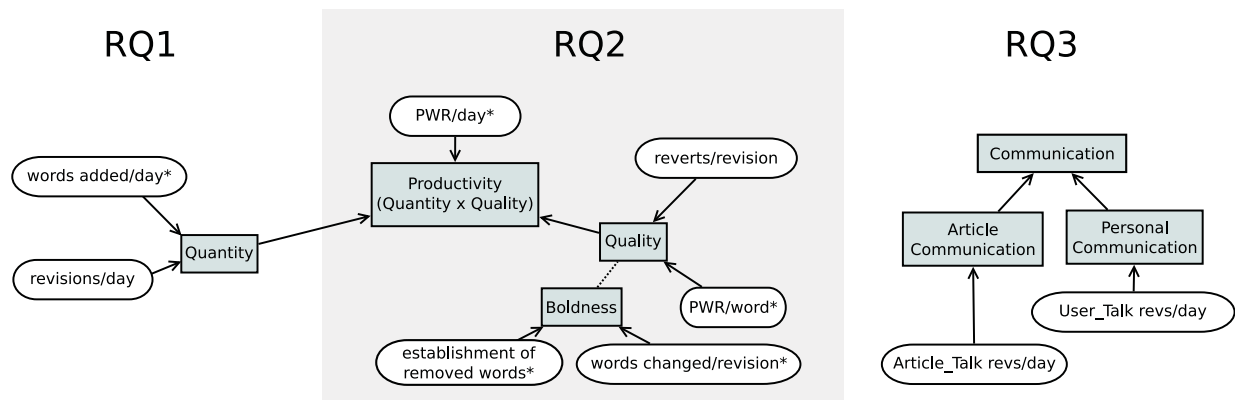 RQ1
words added/day*
revisions/day
Quantity
RQ2
PWR/day*
Productivity
(Quantity x Quality)
reverts/revision
Quality
PWR/word*
Boldness
establishment of
removed words*
words changed/revision*
RQ3
Communication
Article
Communication
Personal
Communication
User_Talk revs/day
Article_Talk revs/day